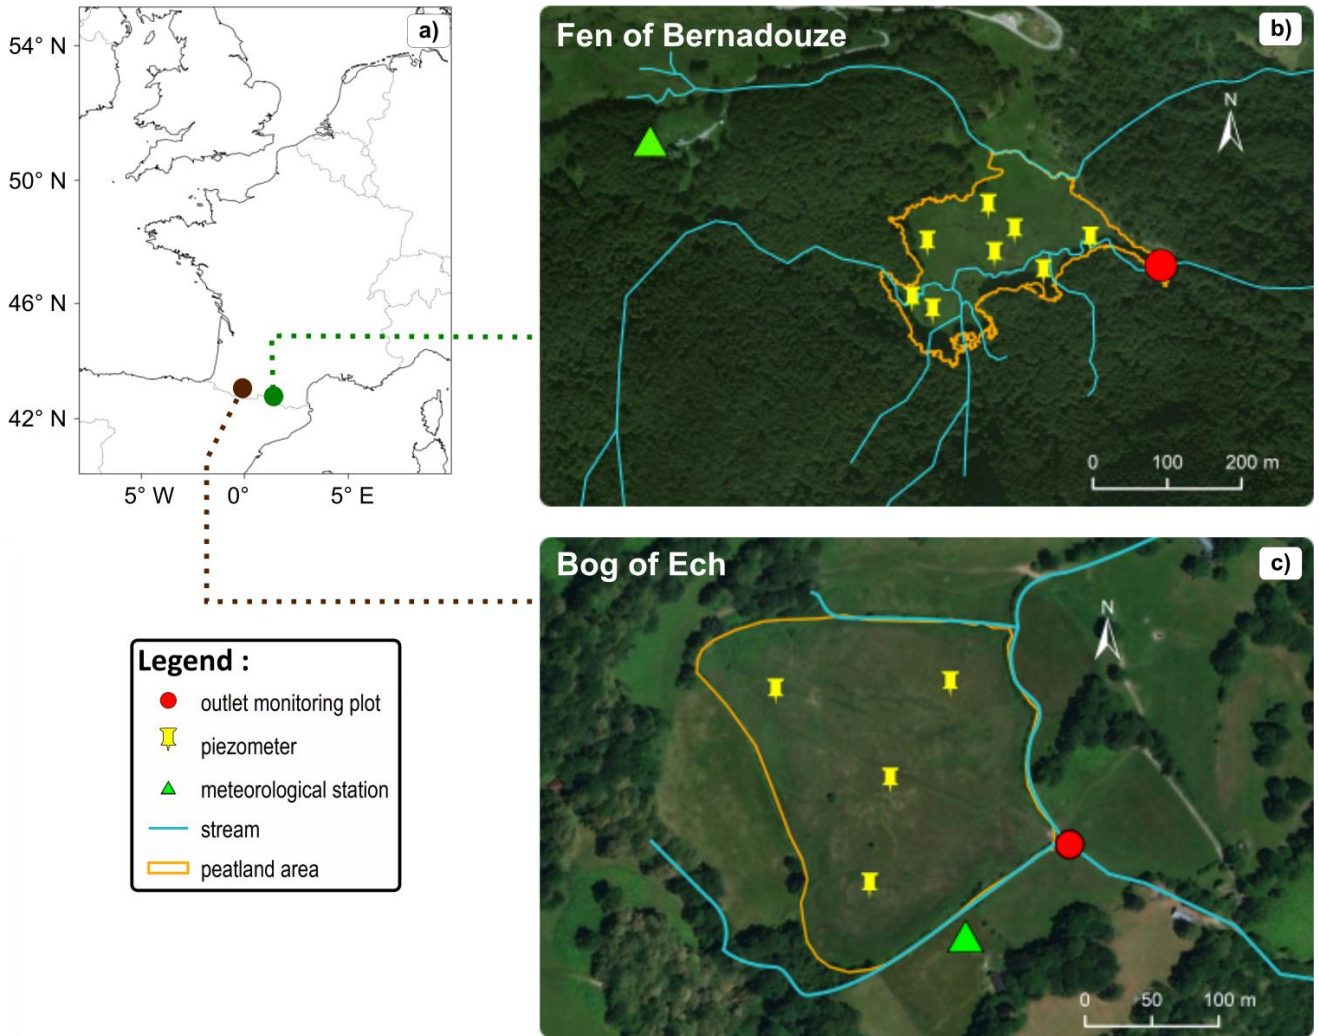 a)
54° N
50° N
46° N
42° N
5° W 0° 5° E
Fen of Bernadouze
b)
N
0 100 200 m
Bog of Ech
c)
N
0 50 100 m
Legend :
outlet monitoring plot
piezometer
meteorological station
stream
peatland area